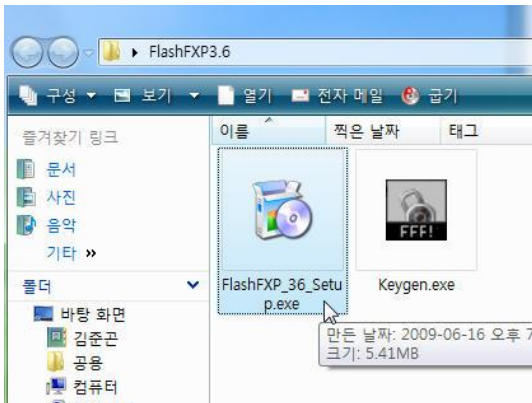 FlashFXP3.6
구성 보기 열기 전자 메일 굽기
즐겨찾기 링크
이름 찍은 날짜 태그
문서
사진
음악
기타 »
폴더
바탕 화면
김준곤
공용
컴퓨터
FFF!
FlashFXP_36_Setu
p.exe
Keygen.exe
만든 날짜: 2009-06-16 오후 7
크기: 5.41MB